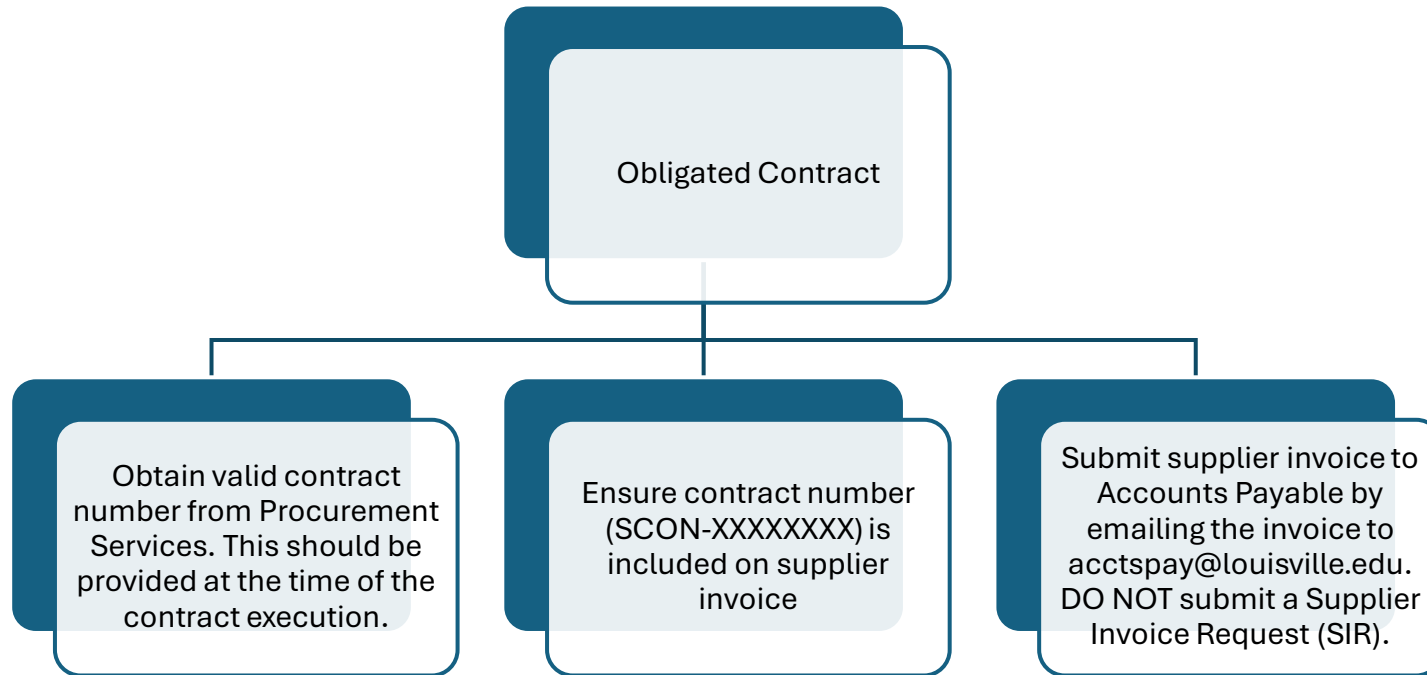 Obligated Contract
Obtain valid contract
number from Procurement
Services. This should be
provided at the time of the
contract execution.
Ensure contract number
(SCON-XXXXXXXX) is
included on supplier
invoice
Submit supplier invoice to
Accounts Payable by
emailing the invoice to
acctspay@louisville.edu.
DO NOT submit a Supplier
Invoice Request (SIR).